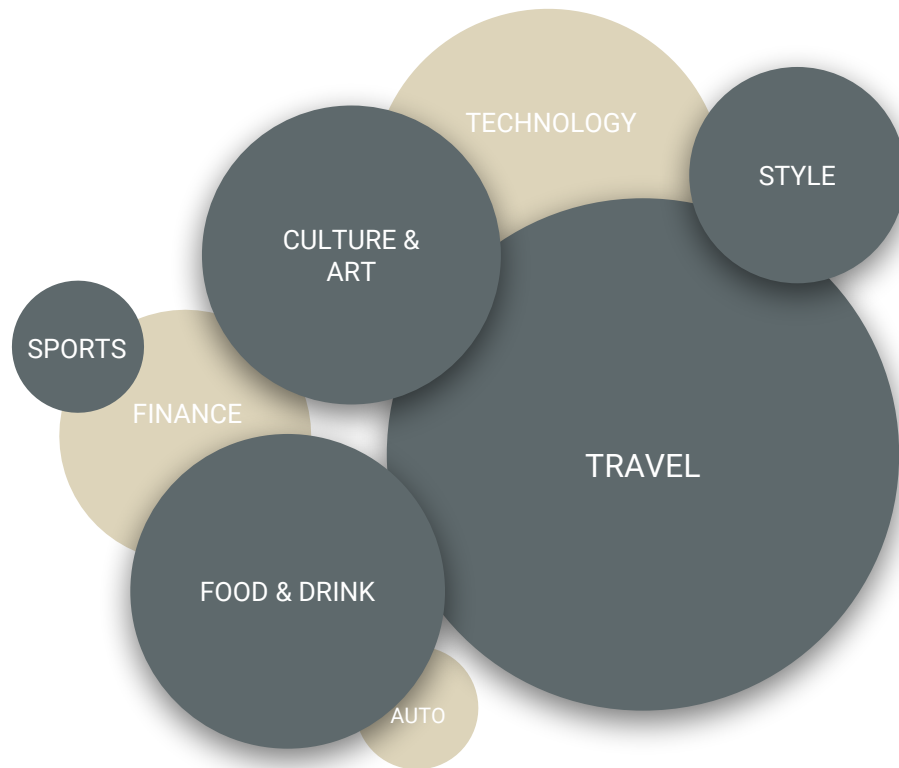 TECHNOLOGY
STYLE
CULTURE &
ART
SPORTS
FINANCE
TRAVEL
FOOD & DRINK
AUTO